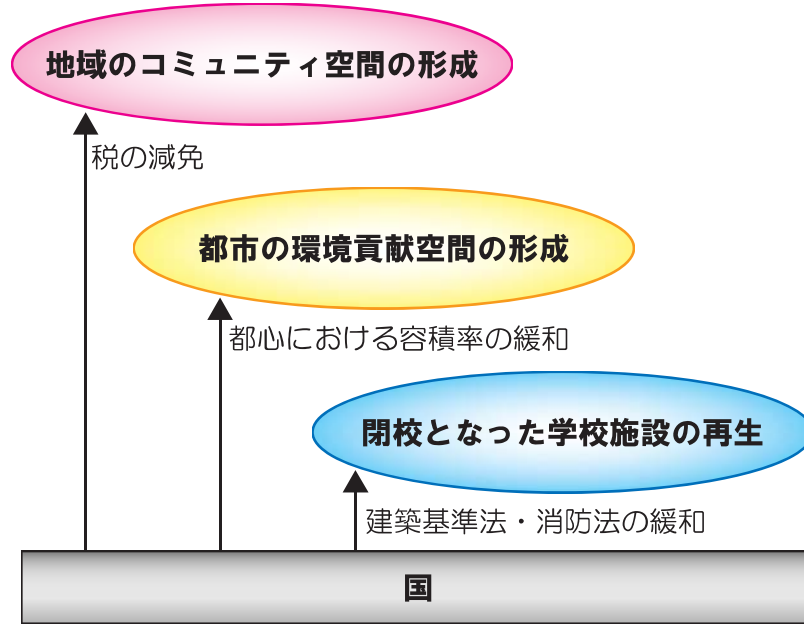 地域のコミュニティ空間の形成
税の減免
都市の環境貢献空間の形成
都心における容積率の緩和
閉校となった学校施設の再生
建築基準法・消防法の緩和
国